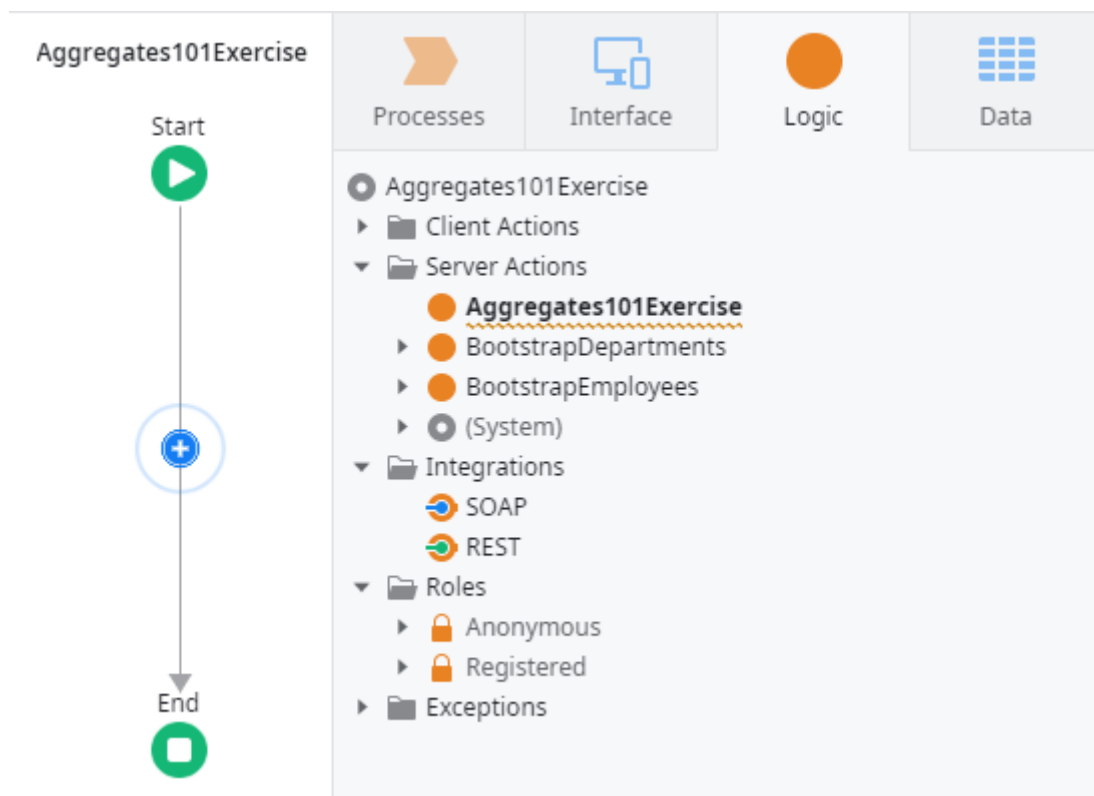 Aggregates101Exercise
Start
End
Processes
Interface
Logic
Data
Aggregates101Exercise
Client Actions
Server Actions
Aggregates101Exercise
BootstrapDepartments
BootstrapEmployees
(System)
Integrations
SOAP
REST
Roles
Anonymous
Registered
Exceptions